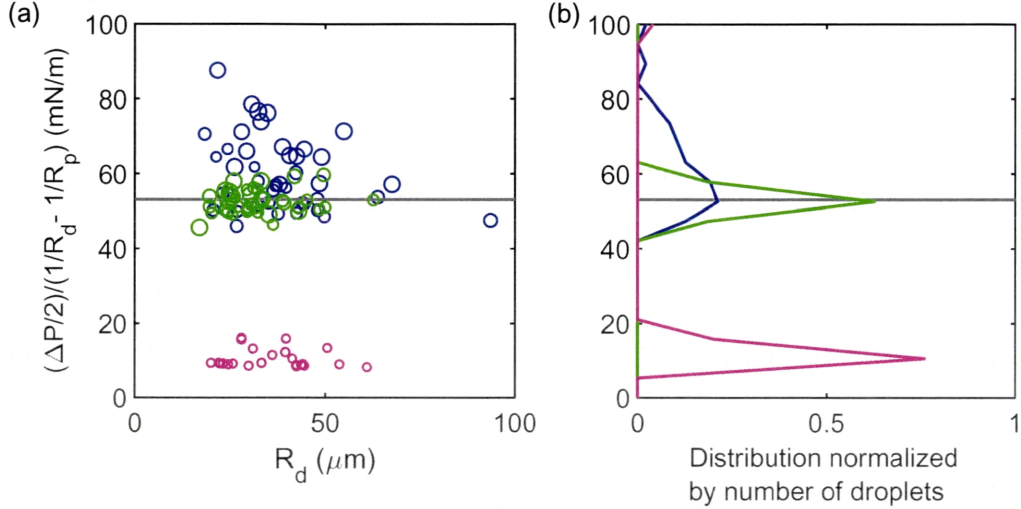 (a)
(ΔP/2)/(1/R_d - 1/R_p) (mN/m)
100
80
60
40
20
0
0 50 100
R_d (μm)
(b)
100
80
60
40
20
0
0 0.5 1
Distribution normalized
by number of droplets